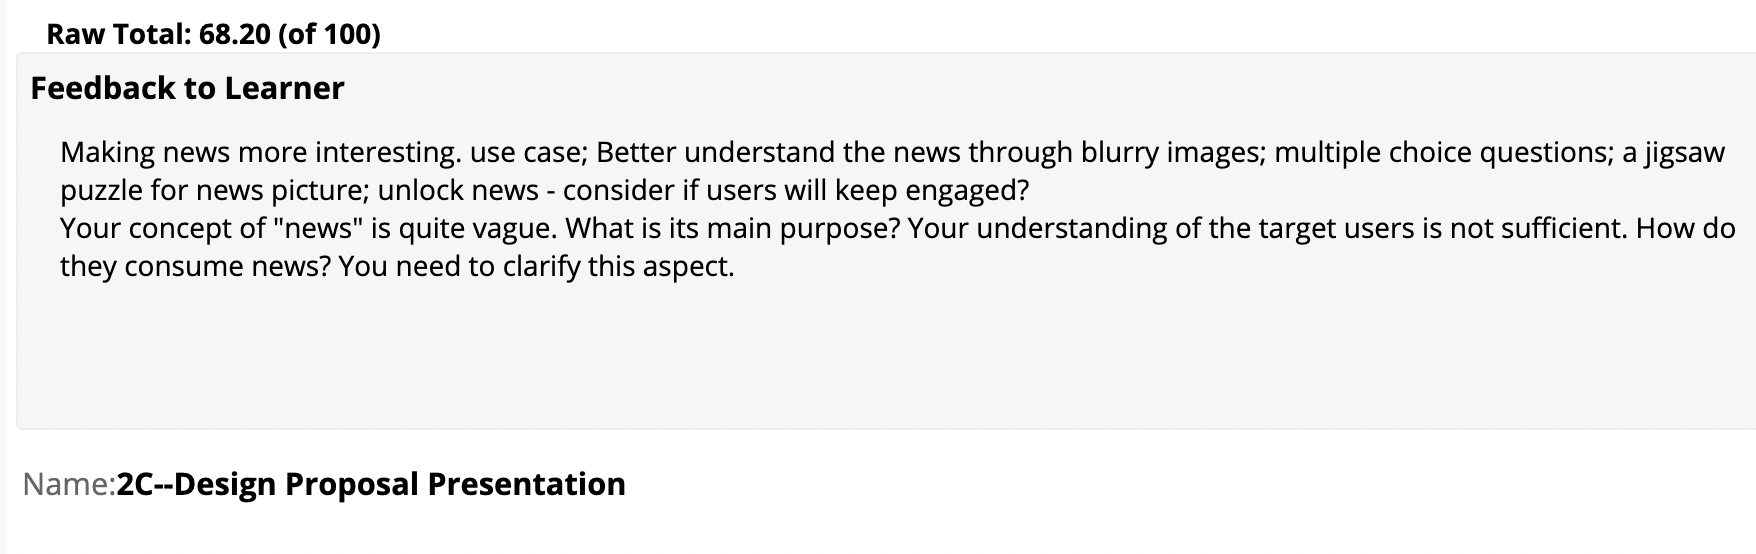 Raw Total: 68.20 (of 100)
Feedback to Learner
Making news more interesting. use case; Better understand the news through blurry images; multiple choice questions; a jigsaw
puzzle for news picture; unlock news - consider if users will keep engaged?
Your concept of "news" is quite vague. What is its main purpose? Your understanding of the target users is not sufficient. How do
they consume news? You need to clarify this aspect.
Name:2C--Design Proposal Presentation